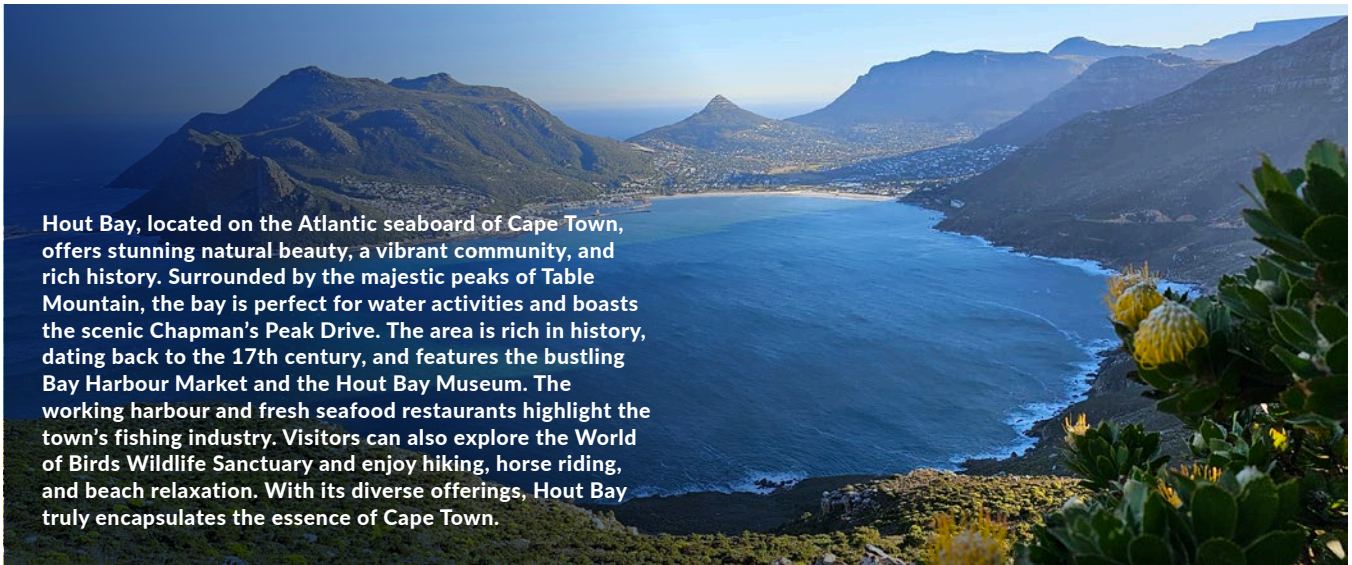 Hout Bay, located on the Atlantic seaboard of Cape Town,
offers stunning natural beauty, a vibrant community, and
rich history. Surrounded by the majestic peaks of Table
Mountain, the bay is perfect for water activities and boasts
the scenic Chapman’s Peak Drive. The area is rich in history,
dating back to the 17th century, and features the bustling
Bay Harbour Market and the Hout Bay Museum. The
working harbour and fresh seafood restaurants highlight the
town’s fishing industry. Visitors can also explore the World
of Birds Wildlife Sanctuary and enjoy hiking, horse riding,
and beach relaxation. With its diverse offerings, Hout Bay
truly encapsulates the essence of Cape Town.